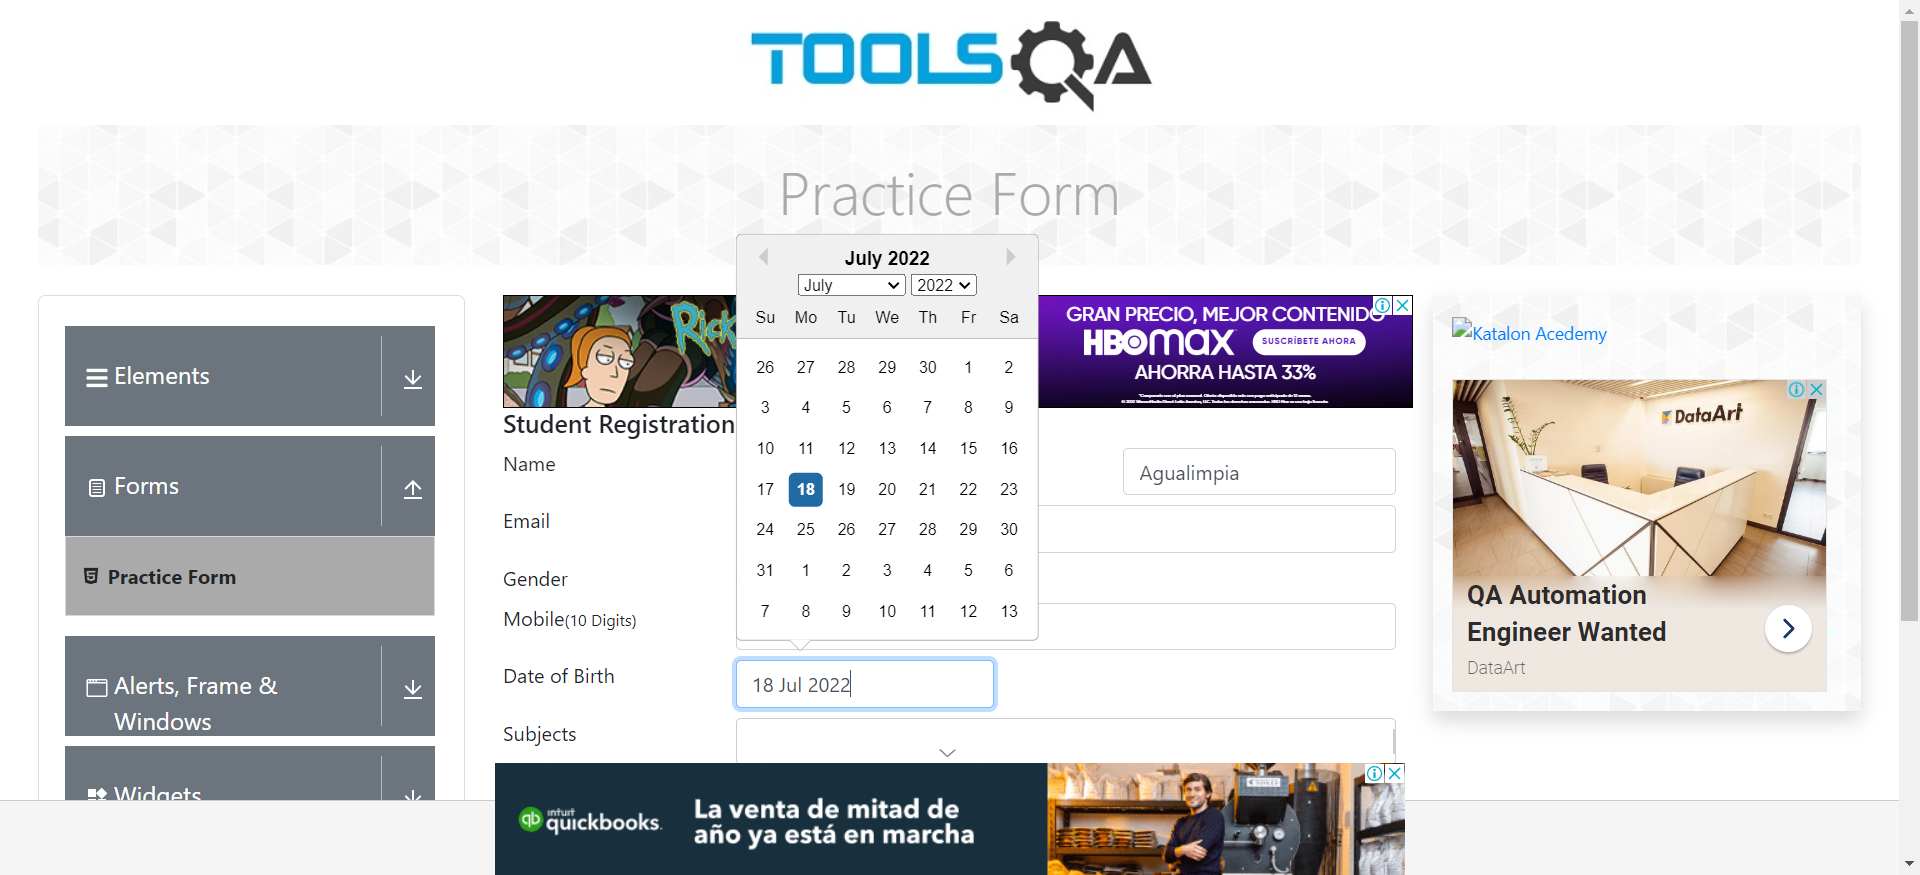 TOOLSQA
Practice Form
July 2022
July 2022
Su Mo Tu We Th Fr Sa
26 27 28 29 30 1 2
3 4 5 6 7 8 9
10 11 12 13 14 15 16
17 18 19 20 21 22 23
24 25 26 27 28 29 30
31 1 2 3 4 5 6
7 8 9 10 11 12 13
Elements
Forms
Practice Form
Alerts, Frame &
Windows
Widgets
Rick
GRAN PRECIO, MEJOR CONTENIDO
HBOmax SUSCRÍBETE AHORA
AHORRA HASTA 33%
Student Registration
Name
Agualimpia
Email
Gender
Mobile(10 Digits)
Date of Birth
18 Jul 2022
Subjects
Katalon Acedemy
DataArt
QA Automation
Engineer Wanted
DataArt
intuit
quickbooks.
La venta de mitad de
año ya está en marcha